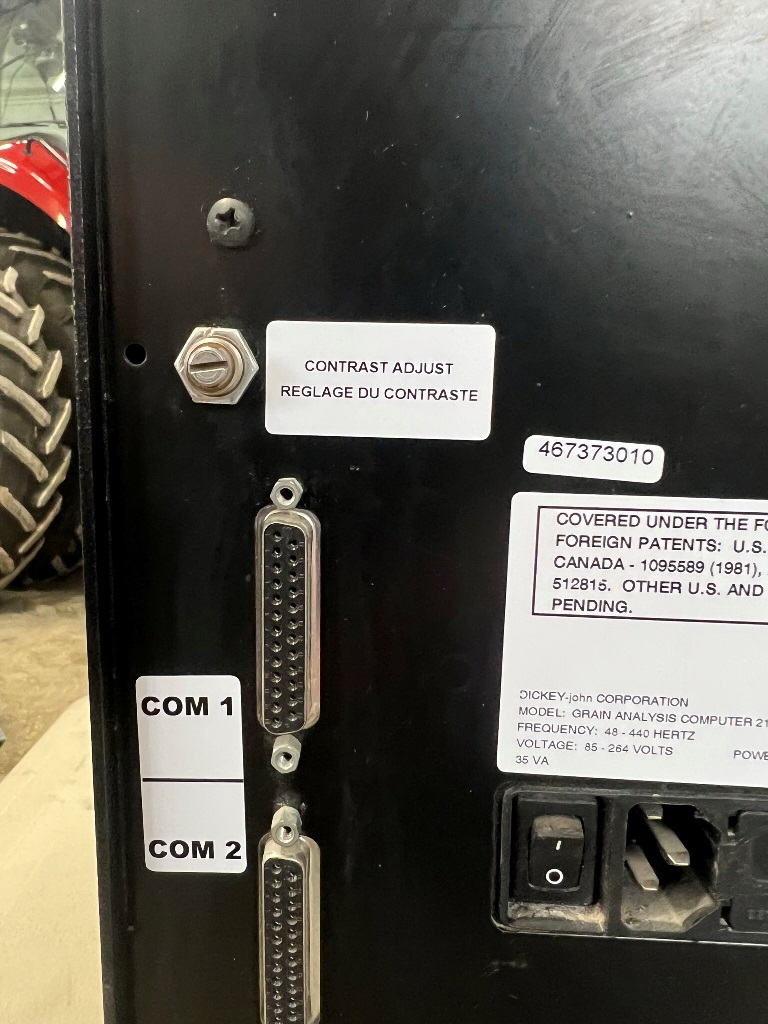 CONTRAST ADJUST
REGLAGE DU CONTRASTE
467373010
COVERED UNDER THE
FOREIGN PATENTS: U.S.
CANADA - 1095589 (1981),
512815. OTHER U.S. AND
PENDING.
DICKEY-john CORPORATION
MODEL: GRAIN ANALYSIS COMPUTER 21
FREQUENCY: 48 - 440 HERTZ
VOLTAGE: 85 - 264 VOLTS
35 VA
COM 1
COM 2
I
O